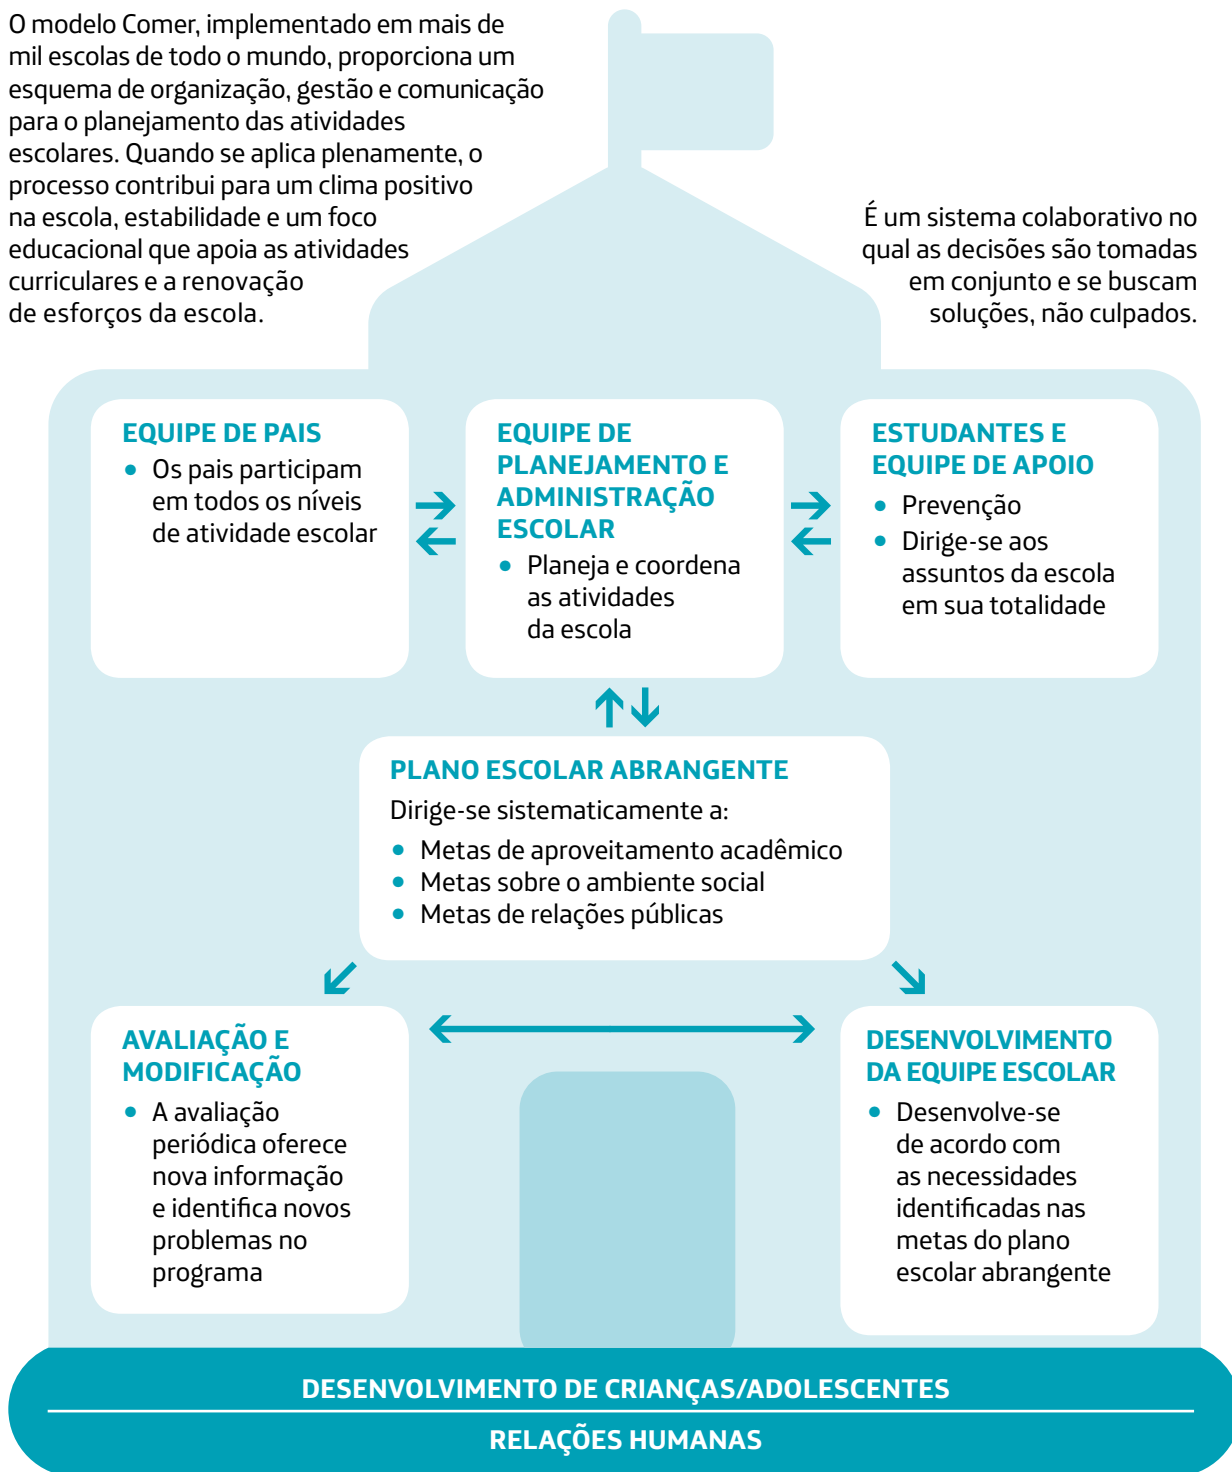 O modelo Comer, implementado em mais de
mil escolas de todo o mundo, proporciona um
esquema de organização, gestão e comunicação
para o planejamento das atividades
escolares. Quando se aplica plenamente, o
processo contribui para um clima positivo
na escola, estabilidade e um foco
educacional que apoia as atividades
curriculares e a renovação
de esforços da escola.
É um sistema colaborativo no
qual as decisões são tomadas
em conjunto e se buscam
soluções, não culpados.
EQUIPE DE PAIS
• Os pais participam
em todos os níveis
de atividade escolar
EQUIPE DE
PLANEJAMENTO E
ADMINISTRAÇÃO
ESCOLAR
• Planeja e coordena
as atividades
da escola
ESTUDANTES E
EQUIPE DE APOIO
• Prevenção
• Dirige-se aos
assuntos da escola
em sua totalidade
PLANO ESCOLAR ABRANGENTE
Dirige-se sistematicamente a:
• Metas de aproveitamento acadêmico
• Metas sobre o ambiente social
• Metas de relações públicas
AVALIAÇÃO E
MODIFICAÇÃO
• A avaliação
periódica oferece
nova informação
e identifica novos
problemas no
programa
DESENVOLVIMENTO
DA EQUIPE ESCOLAR
• Desenvolve-se
de acordo com
as necessidades
identificadas nas
metas do plano
escolar abrangente
DESENVOLVIMENTO DE CRIANÇAS/ADOLESCENTES
RELAÇÕES HUMANAS